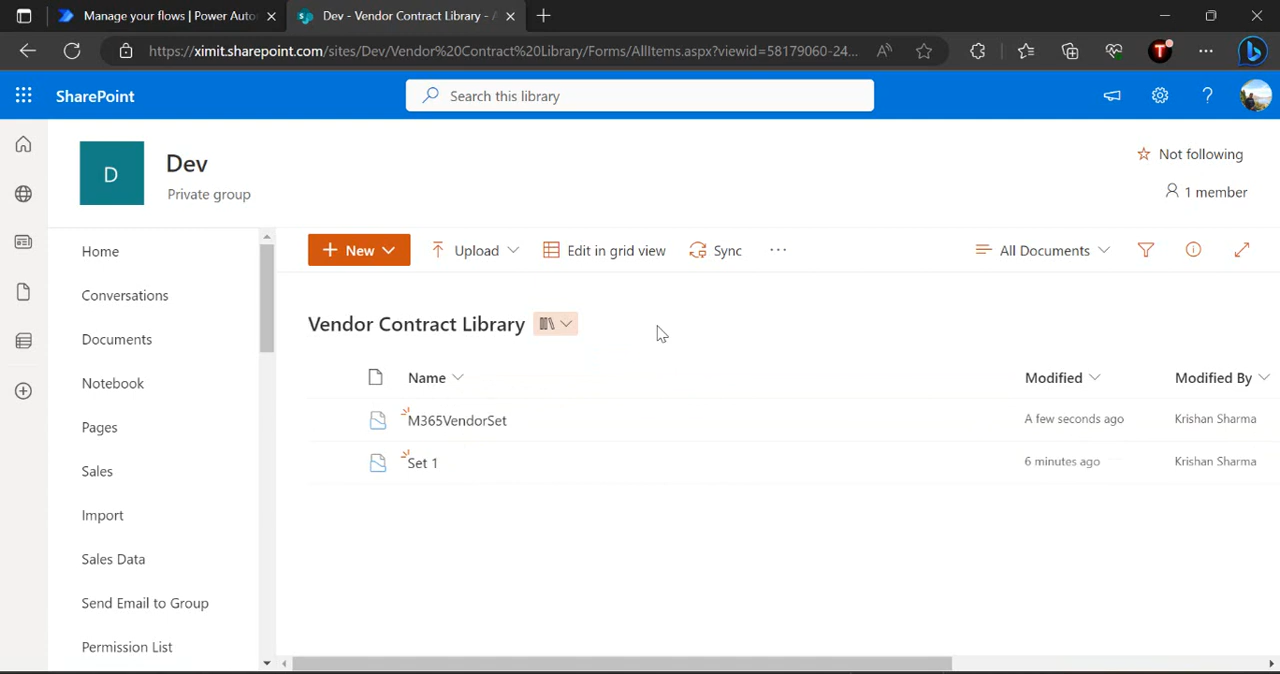 Manage your flows | Power Auto
Dev - Vendor Contract Library - A
https://ximit.sharepoint.com/sites/Dev/Vendor%20Contract%20Library/Forms/AllItems.aspx?viewid=58179060-24...
T
SharePoint
Search this library
D
Dev
Private group
Not following
1 member
Home
Conversations
Documents
Notebook
Pages
Sales
Import
Sales Data
Send Email to Group
Permission List
New
Upload
Edit in grid view
Sync
All Documents
Vendor Contract Library
Name
Modified
Modified By
M365VendorSet
A few seconds ago
Krishan Sharma
Set 1
6 minutes ago
Krishan Sharma